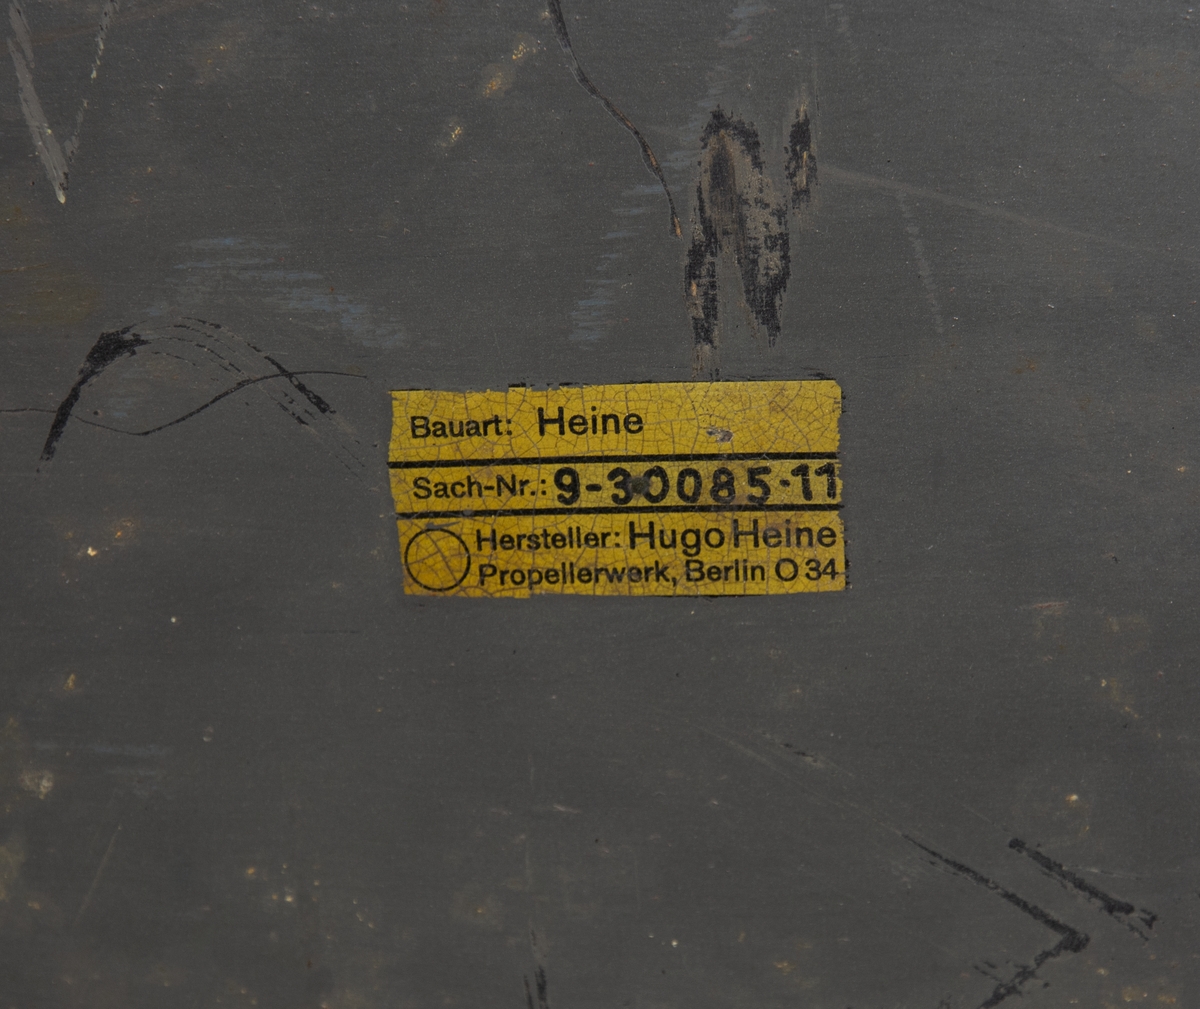 Bauart: Heine
Sach-Nr.: 9-30085-11
Hersteller: Hugo Heine
Propellerwerk, Berlin O 34